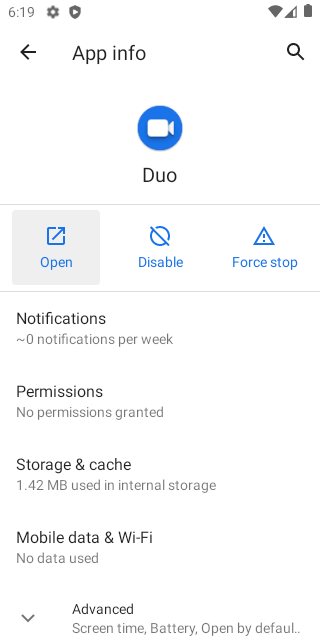 6:19
App info
Duo
Open
Disable
Force stop
Notifications
~0 notifications per week
Permissions
No permissions granted
Storage & cache
1.42 MB used in internal storage
Mobile data & Wi-Fi
No data used
Advanced
Screen time, Battery, Open by defaul..